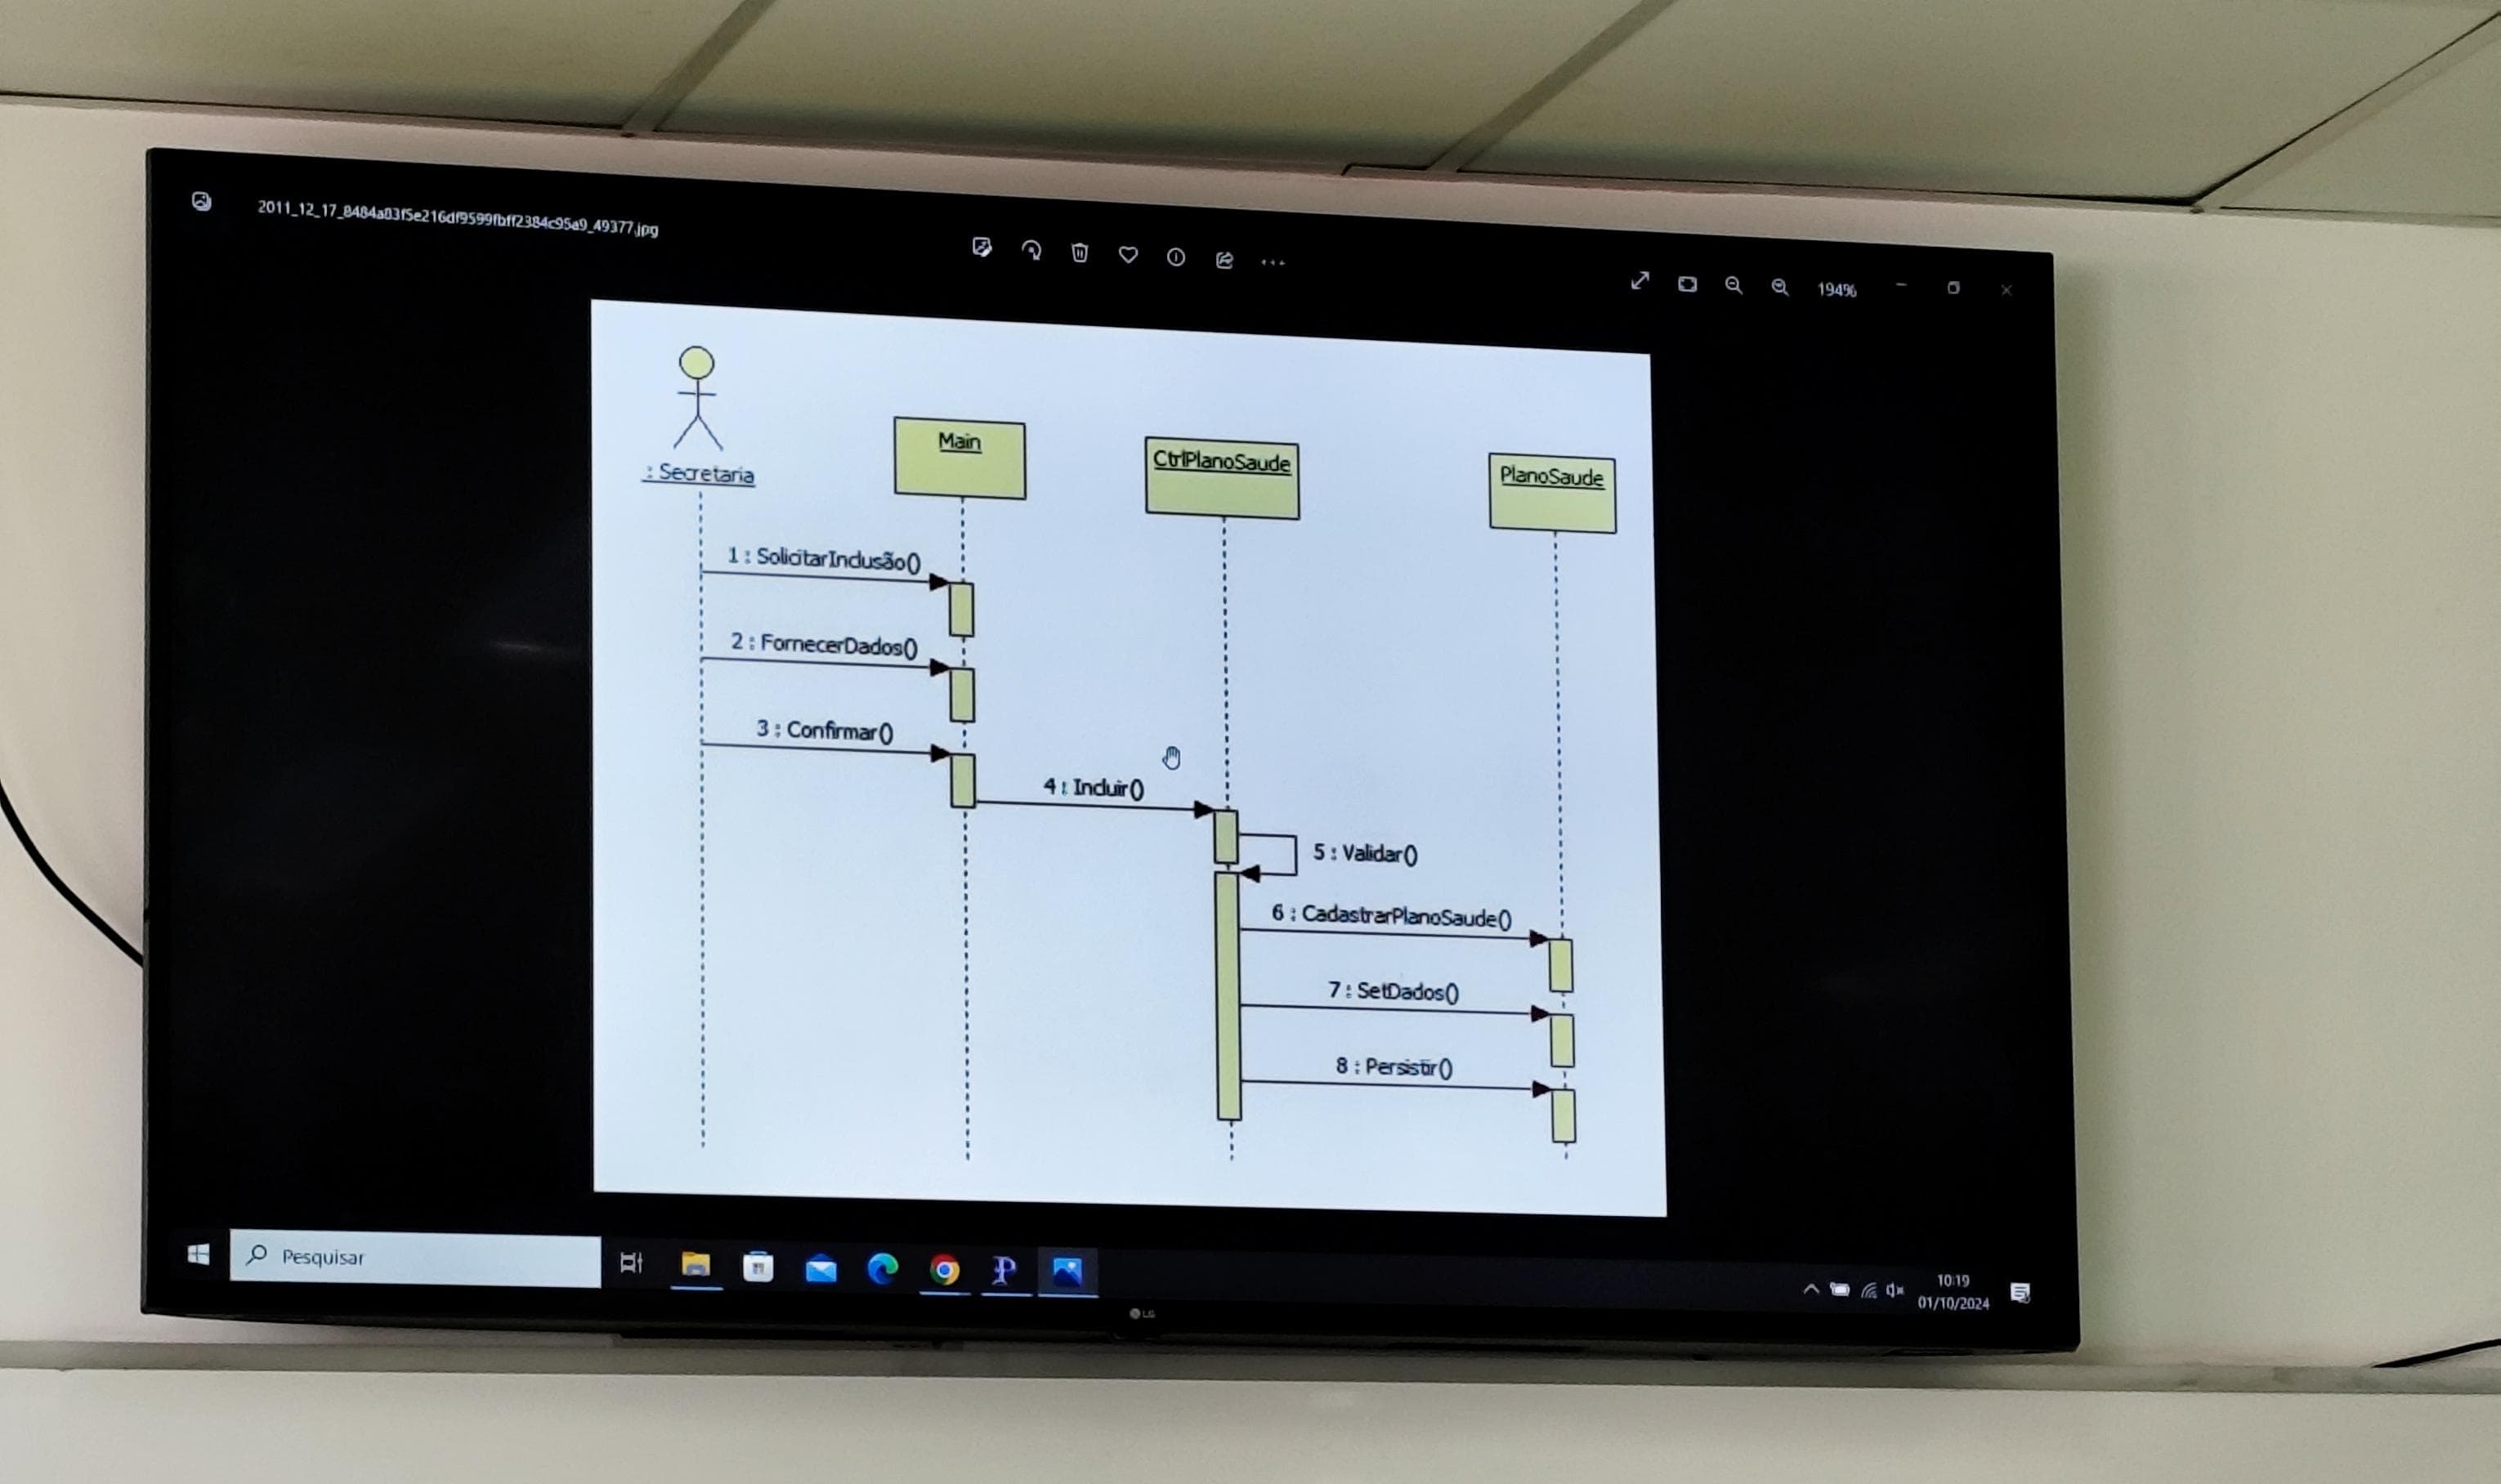 2011_12_17_8484a83f5e216df9599fbff2384c95a9_49377.jpg
194%
: Secretaria
Main
CtrlPlanoSaude
PlanoSaude
1 : SolicitarInclusão()
2 : FornecerDados()
3 : Confirmar()
4 : Incluir()
5 : Validar()
6 : CadastrarPlanoSaude()
7 : SetDados()
8 : Persistir()
Pesquisar
10:19
01/10/2024
LG